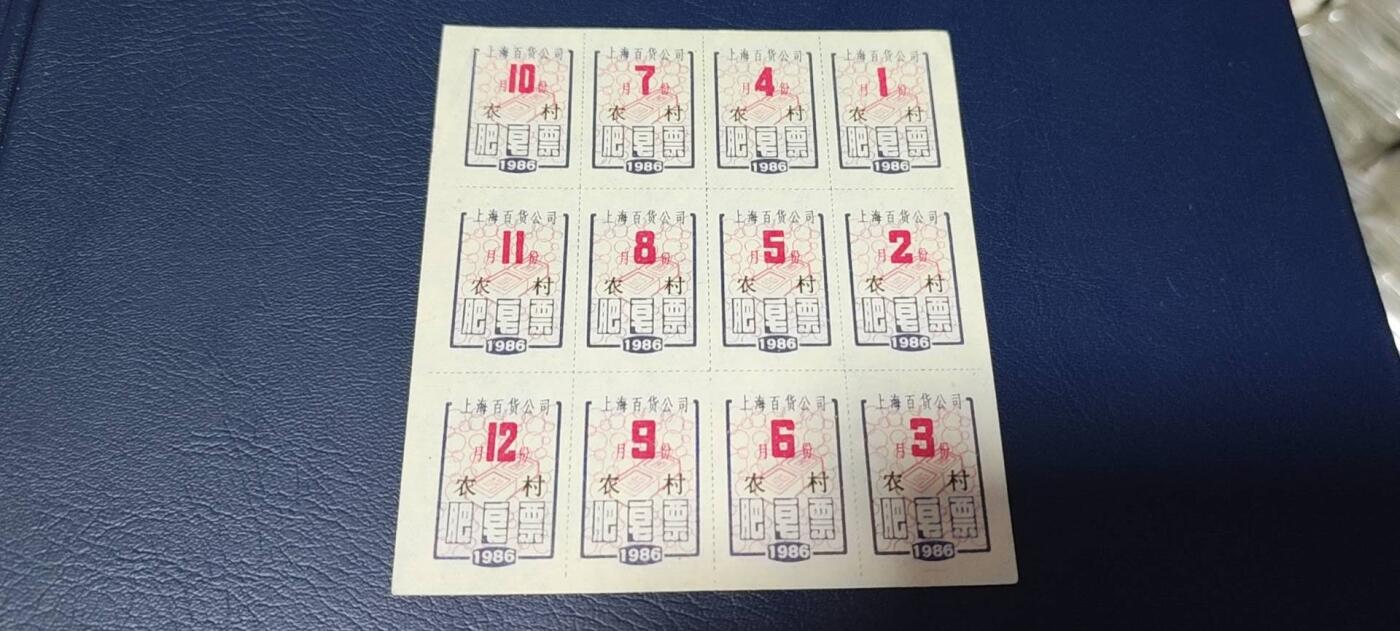 上海百货公司
10
月 份
农 村
肥皂票
1986
上海百货公司
7
月 份
农 村
肥皂票
1986
上海百货公司
4
月 份
农 村
肥皂票
1986
上海百货公司
1
月 份
农 村
肥皂票
1986
上海百货公司
11
月 份
农 村
肥皂票
1986
上海百货公司
8
月 份
农 村
肥皂票
1986
上海百货公司
5
月 份
农 村
肥皂票
1986
上海百货公司
2
月 份
农 村
肥皂票
1986
上海百货公司
12
月 份
农 村
肥皂票
1986
上海百货公司
9
月 份
农 村
肥皂票
1986
上海百货公司
6
月 份
农 村
肥皂票
1986
上海百货公司
3
月 份
农 村
肥皂票
1986